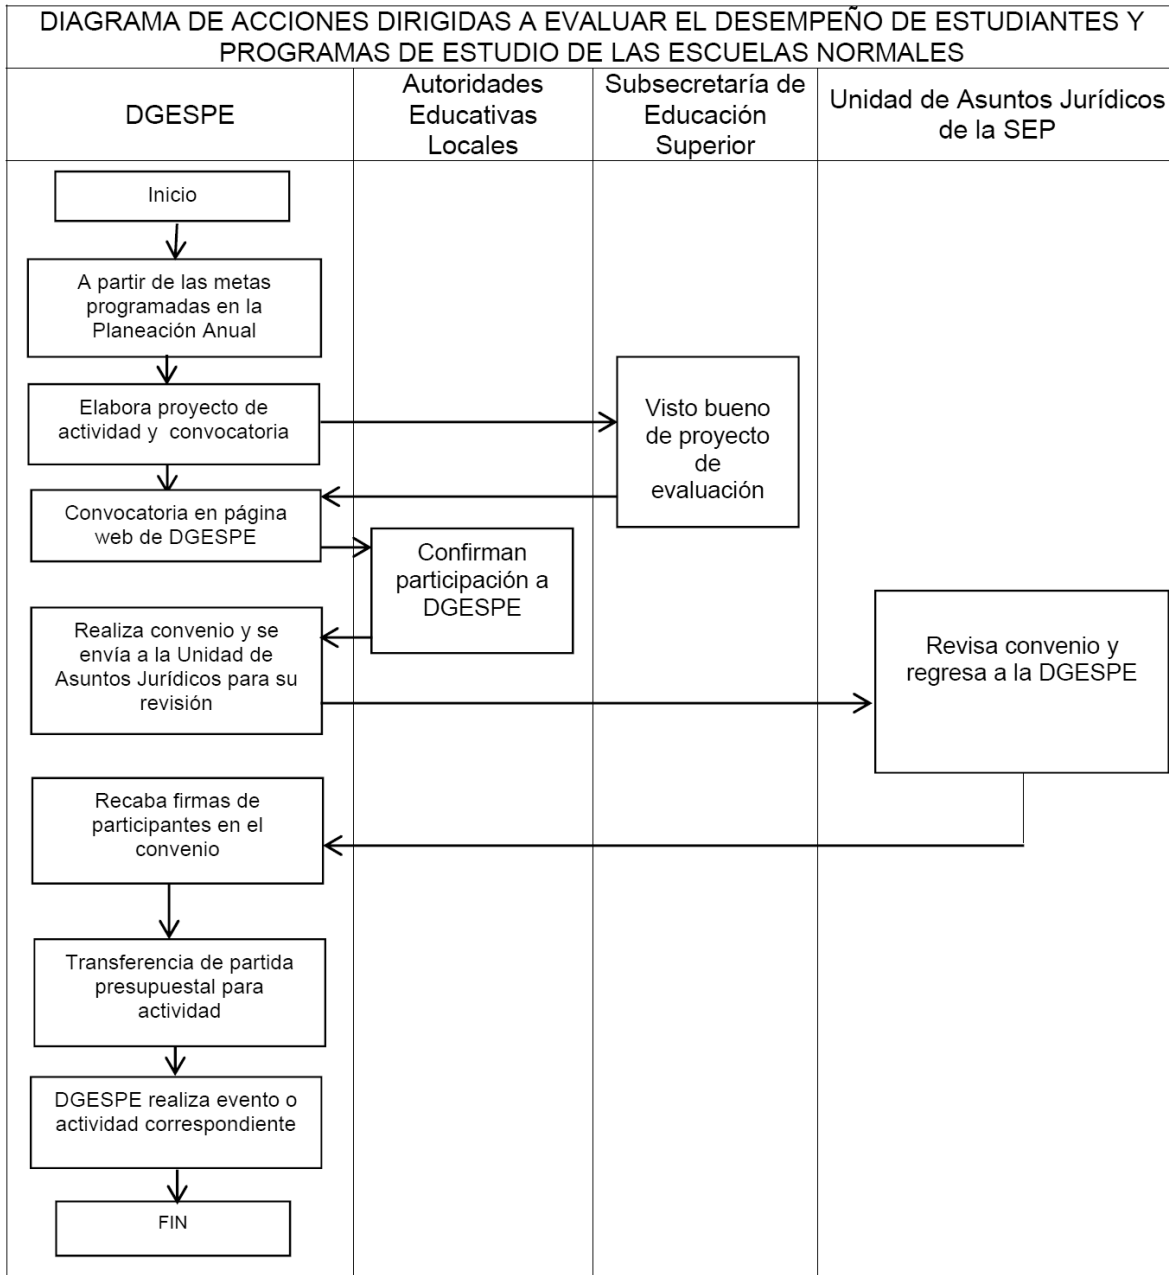 DIAGRAMA DE ACCIONES DIRIGIDAS A EVALUAR EL DESEMPEÑO DE ESTUDIANTES Y
PROGRAMAS DE ESTUDIO DE LAS ESCUELAS NORMALES
DGESPE
Autoridades
Educativas
Locales
Subsecretaría de
Educación
Superior
Unidad de Asuntos Jurídicos
de la SEP
Inicio
A partir de las metas
programadas en la
Planeación Anual
Elabora proyecto de
actividad y convocatoria
Visto bueno
de proyecto
de
evaluación
Convocatoria en página
web de DGESPE
Confirman
participación a
DGESPE
Realiza convenio y se
envía a la Unidad de
Asuntos Jurídicos para su
revisión
Revisa convenio y
regresa a la DGESPE
Recaba firmas de
participantes en el
convenio
Transferencia de partida
presupuestal para
actividad
DGESPE realiza evento o
actividad correspondiente
FIN